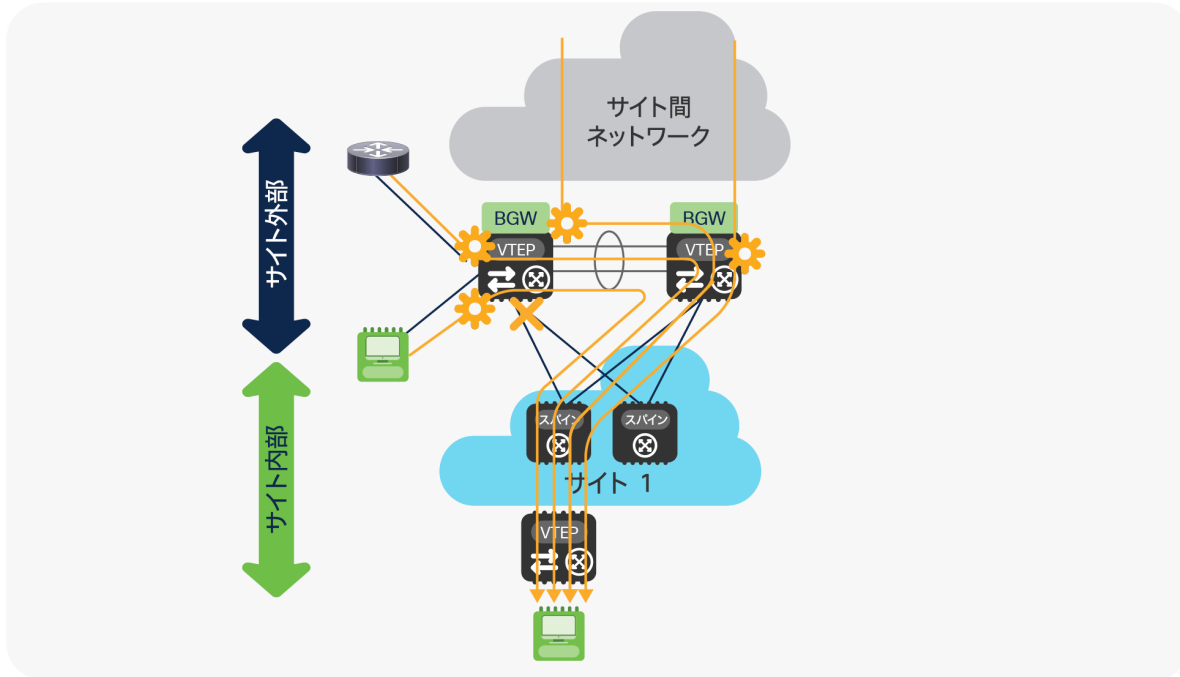 サイト間
ネットワーク
サイト外部
BGW
BGW
VTEP
VTEP
サイト内部
スパイン
スパイン
サイト 1
VTEP